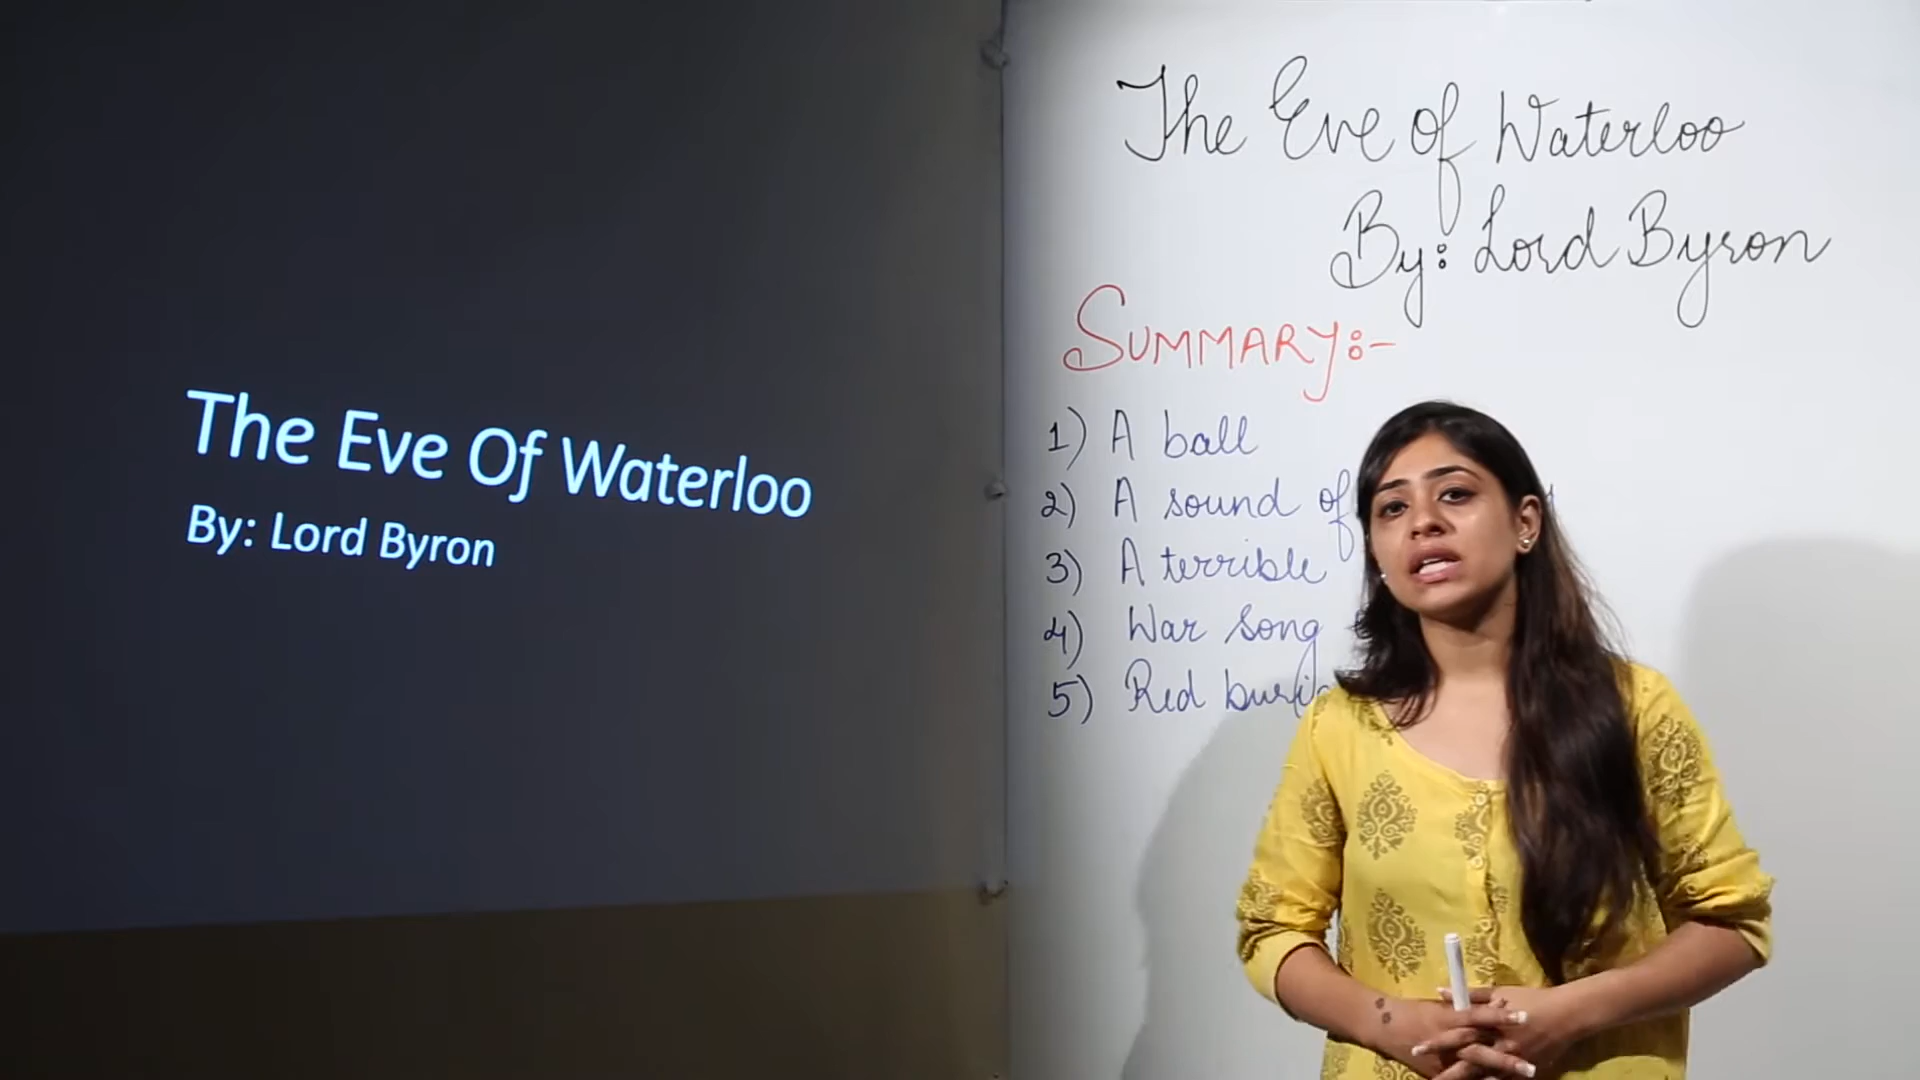 The Eve Of Waterloo
By: Lord Byron
The Eve of Waterloo
By: Lord Byron
Summary:-
1) A ball
2) A sound of
3) A terrible
4) War song
5) Red